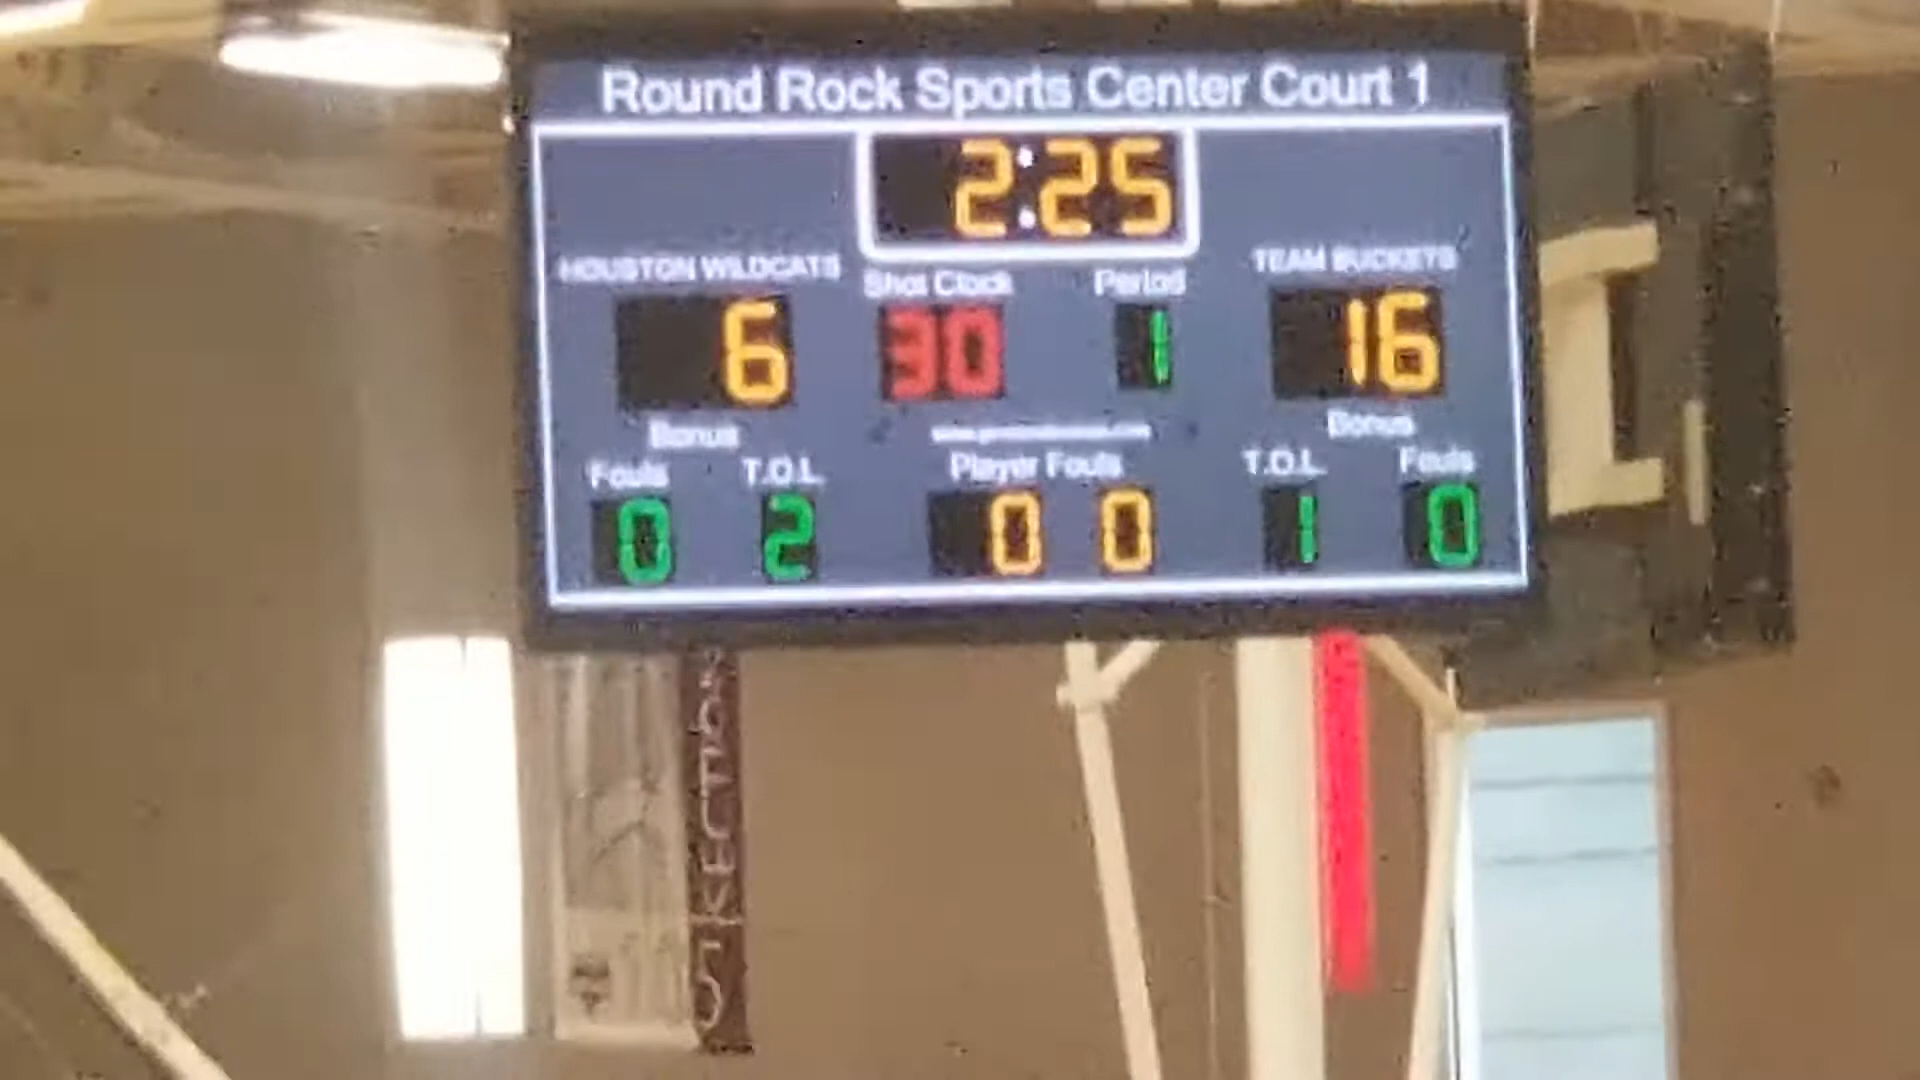 Round Rock Sports Center Court 1
2:25
HOUSTON WILDCATS Shot Clock Period TEAM BUCKETS
6 30 1 16
Bonus Bonus
Fouls T.O.L. Player Fouls T.O.L. Fouls
0 2 0 0 1 0